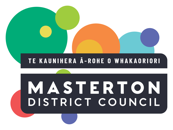 TE KAUNIHERA Ā-ROHE O WHAKAORIORI
MASTERTON
DISTRICT COUNCIL